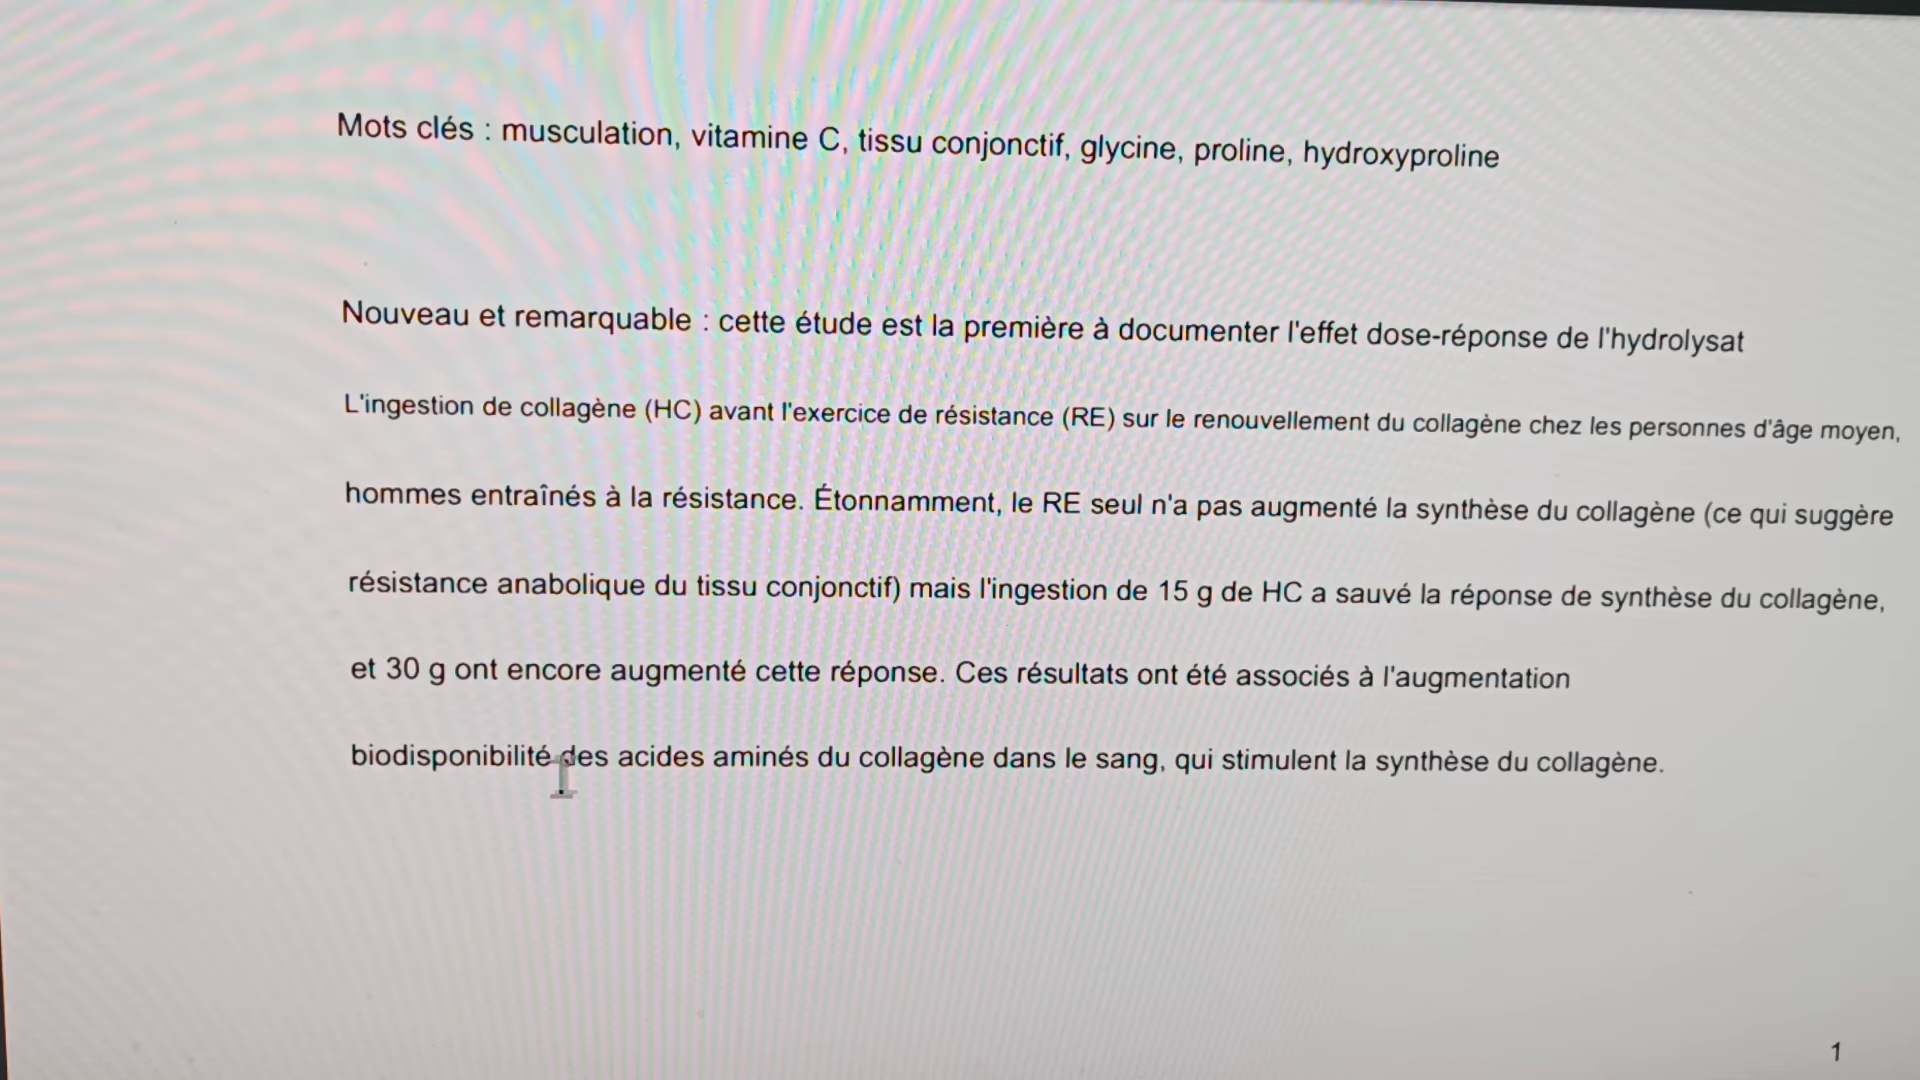 Mots clés : musculation, vitamine C, tissu conjonctif, glycine, proline, hydroxyproline
Nouveau et remarquable : cette étude est la première à documenter l'effet dose-réponse de l'hydrolysat
L'ingestion de collagène (HC) avant l'exercice de résistance (RE) sur le renouvellement du collagène chez les personnes d'âge moyen,
hommes entraînés à la résistance. Étonnamment, le RE seul n'a pas augmenté la synthèse du collagène (ce qui suggère
résistance anabolique du tissu conjonctif) mais l'ingestion de 15 g de HC a sauvé la réponse de synthèse du collagène,
et 30 g ont encore augmenté cette réponse. Ces résultats ont été associés à l'augmentation
biodisponibilité des acides aminés du collagène dans le sang, qui stimulent la synthèse du collagène.
1